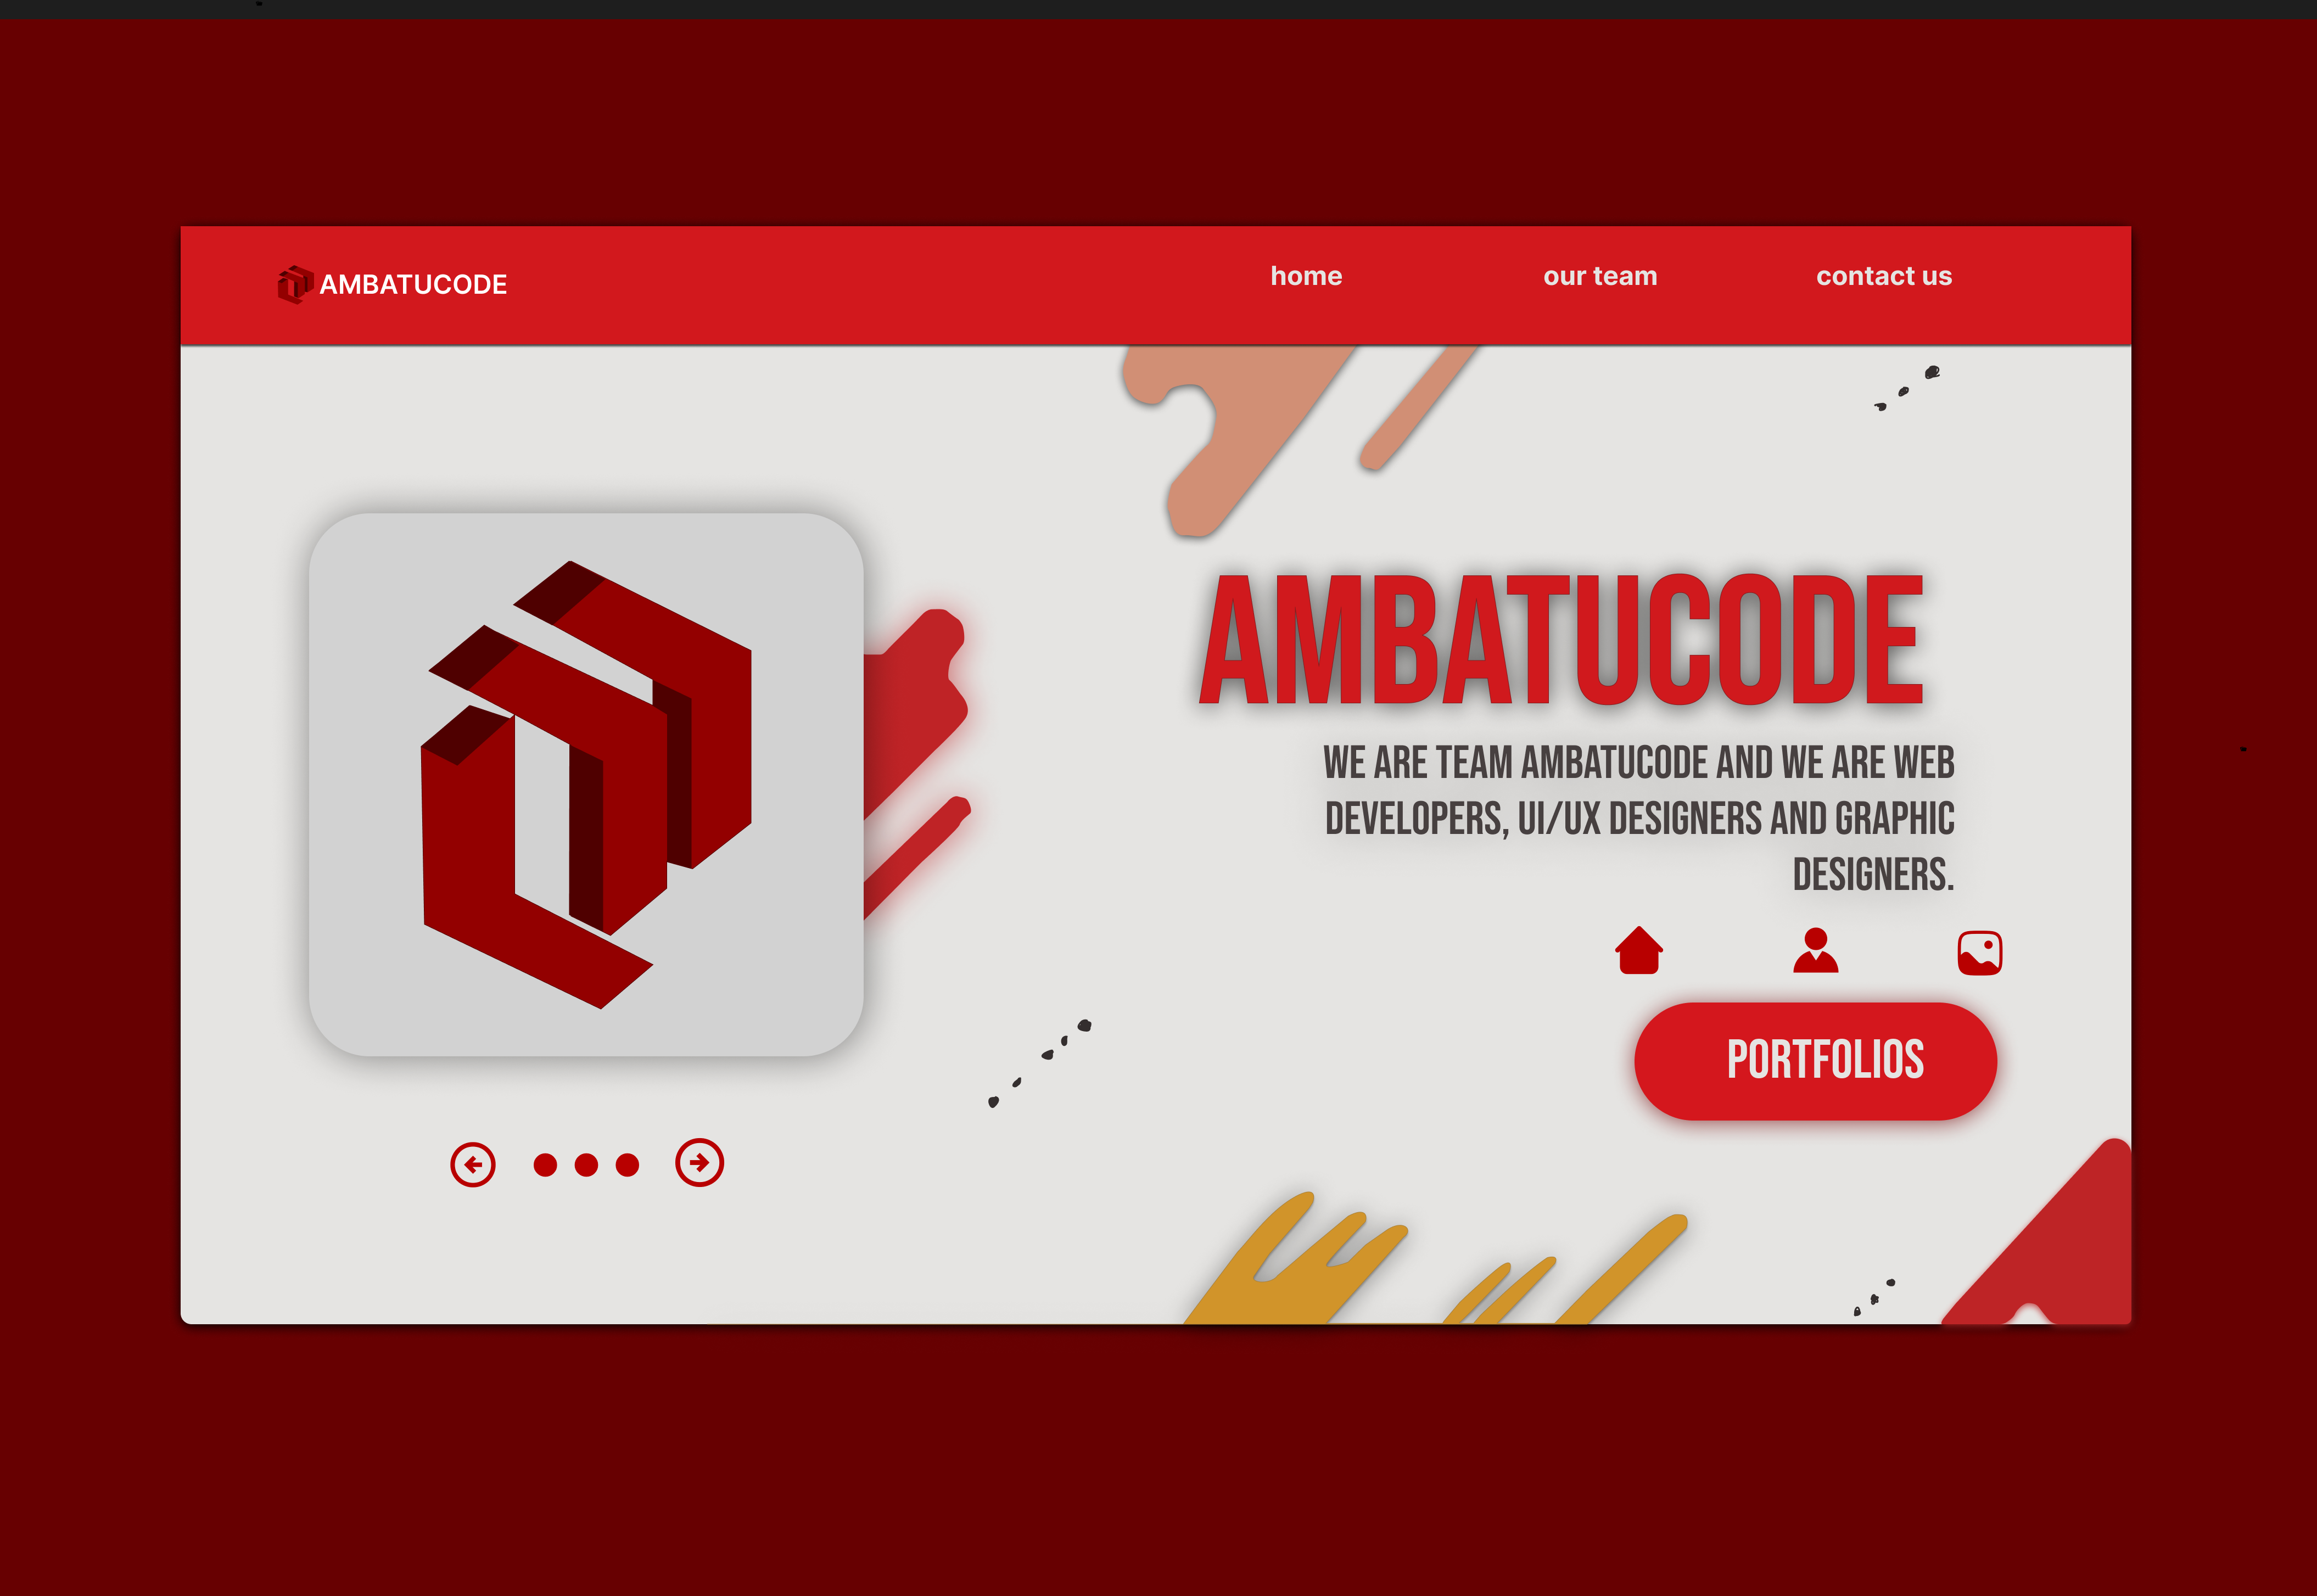 AMBATUCODE
home
our team
contact us
AMBATUCODE
WE ARE TEAM AMBATUCODE AND WE ARE WEB
DEVELOPERS, UI/UX DESIGNERS AND GRAPHIC
DESIGNERS.
PORTFOLIOS